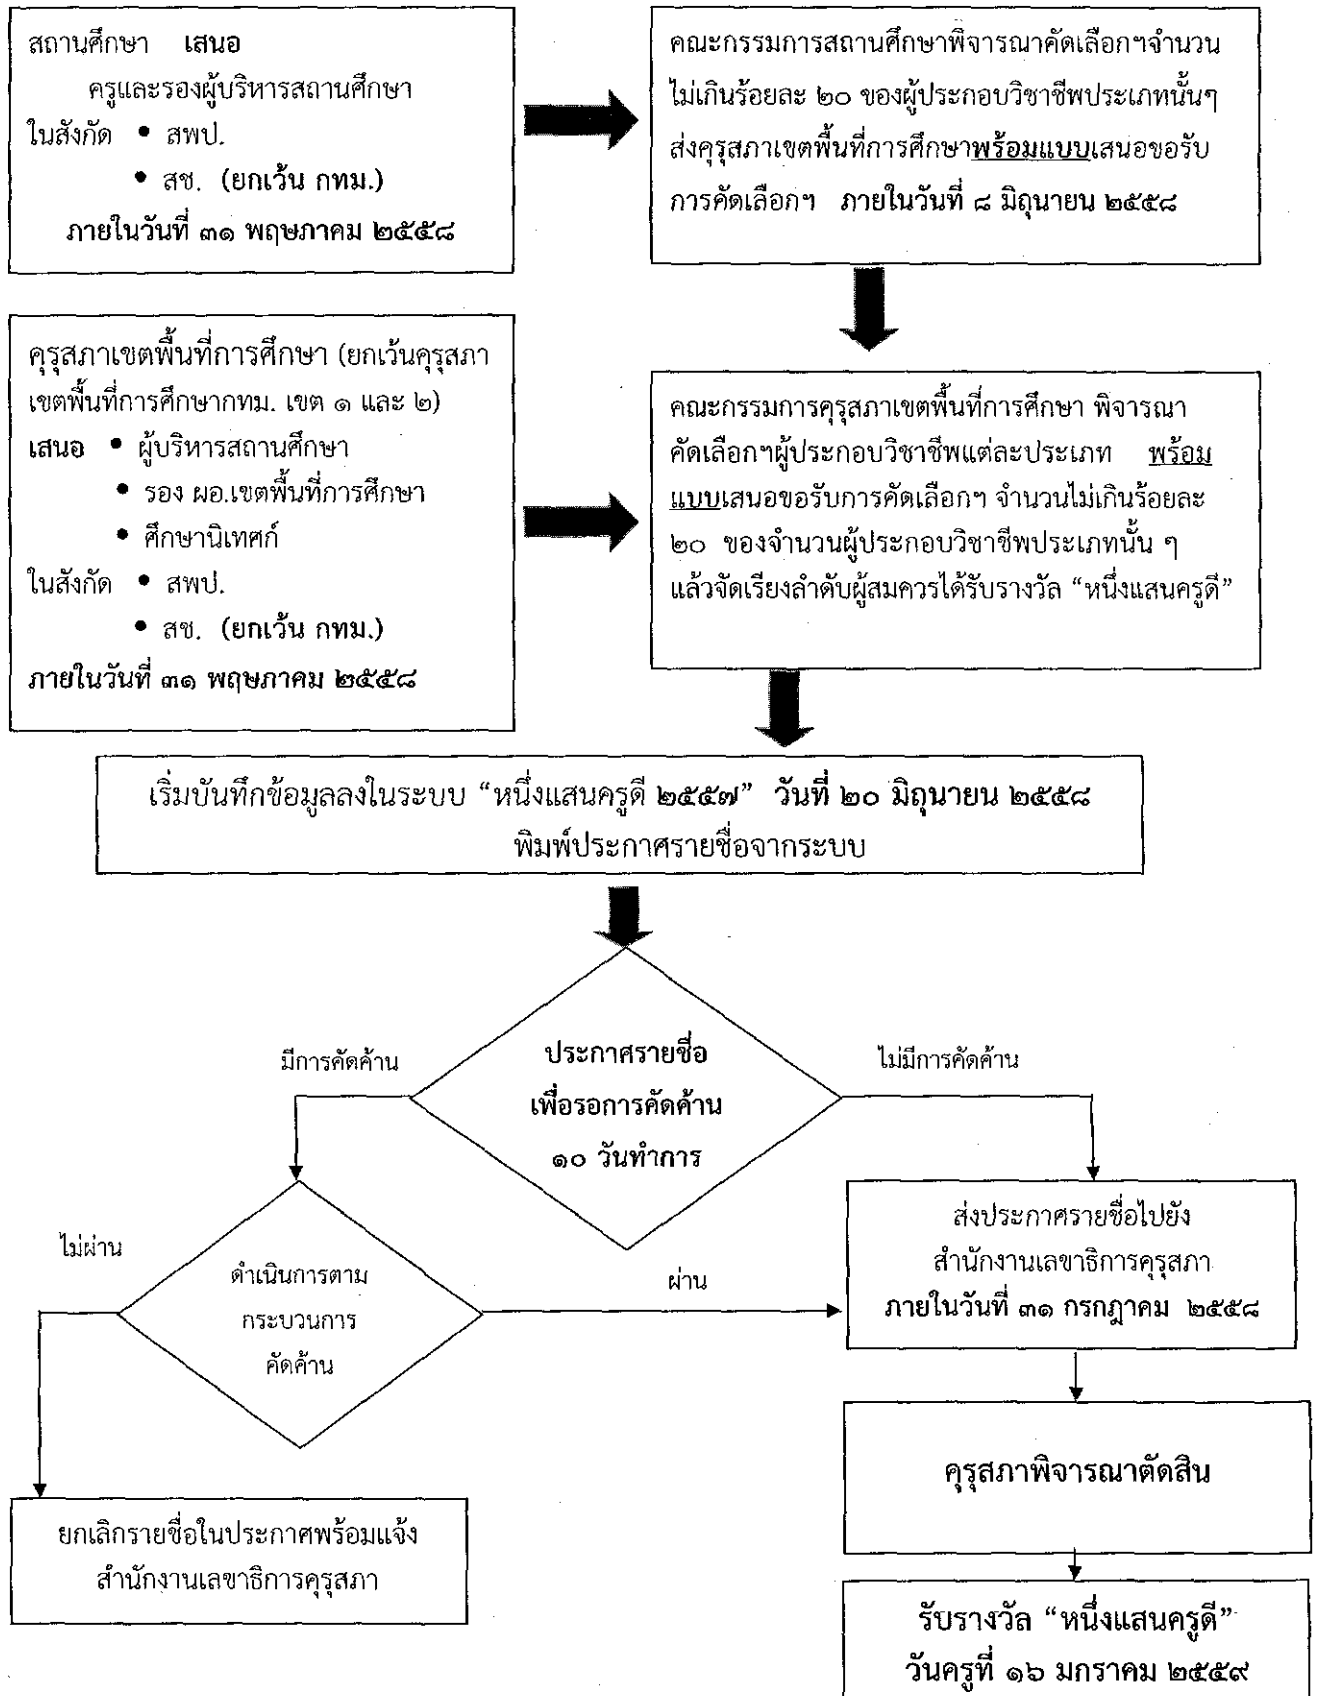 สถานศึกษา เสนอ
ครูและรองผู้บริหารสถานศึกษา
ในสังกัด • สพป.
• สช. (ยกเว้น กทม.)
ภายในวันที่ ๓๑ พฤษภาคม ๒๕๕๘
คณะกรรมการสถานศึกษาพิจารณาคัดเลือกฯจำนวน
ไม่เกินร้อยละ ๒๐ ของผู้ประกอบวิชาชีพประเภทนั้นๆ
ส่งคุรุสภาเขตพื้นที่การศึกษาพร้อมแบบเสนอขอรับ
การคัดเลือกฯ ภายในวันที่ ๘ มิถุนายน ๒๕๕๘
คุรุสภาเขตพื้นที่การศึกษา (ยกเว้นคุรุสภา
เขตพื้นที่การศึกษากทม. เขต ๑ และ ๒)
เสนอ • ผู้บริหารสถานศึกษา
• รอง ผอ.เขตพื้นที่การศึกษา
• ศึกษานิเทศก์
ในสังกัด • สพป.
• สช. (ยกเว้น กทม.)
ภายในวันที่ ๓๑ พฤษภาคม ๒๕๕๘
คณะกรรมการคุรุสภาเขตพื้นที่การศึกษา พิจารณา
คัดเลือกฯผู้ประกอบวิชาชีพแต่ละประเภท พร้อม
แบบเสนอขอรับการคัดเลือกฯ จำนวนไม่เกินร้อยละ
๒๐ ของจำนวนผู้ประกอบวิชาชีพประเภทนั้น ๆ
แล้วจัดเรียงลำดับผู้สมควรได้รับรางวัล “หนึ่งแสนครูดี”
เริ่มบันทึกข้อมูลลงในระบบ “หนึ่งแสนครูดี ๒๕๕๗” วันที่ ๒๐ มิถุนายน ๒๕๕๘
พิมพ์ประกาศรายชื่อจากระบบ
ประกาศรายชื่อ
เพื่อรอการคัดค้าน
๑๐ วันทำการ
มีการคัดค้าน
ไม่มีการคัดค้าน
ไม่ผ่าน
ดำเนินการตาม
กระบวนการ
คัดค้าน
ผ่าน
ส่งประกาศรายชื่อไปยัง
สำนักงานเลขาธิการคุรุสภา
ภายในวันที่ ๓๑ กรกฎาคม ๒๕๕๘
คุรุสภาพิจารณาตัดสิน
ยกเลิกรายชื่อในประกาศพร้อมแจ้ง
สำนักงานเลขาธิการคุรุสภา
รับรางวัล “หนึ่งแสนครูดี”
วันครูที่ ๑๖ มกราคม ๒๕๕๙